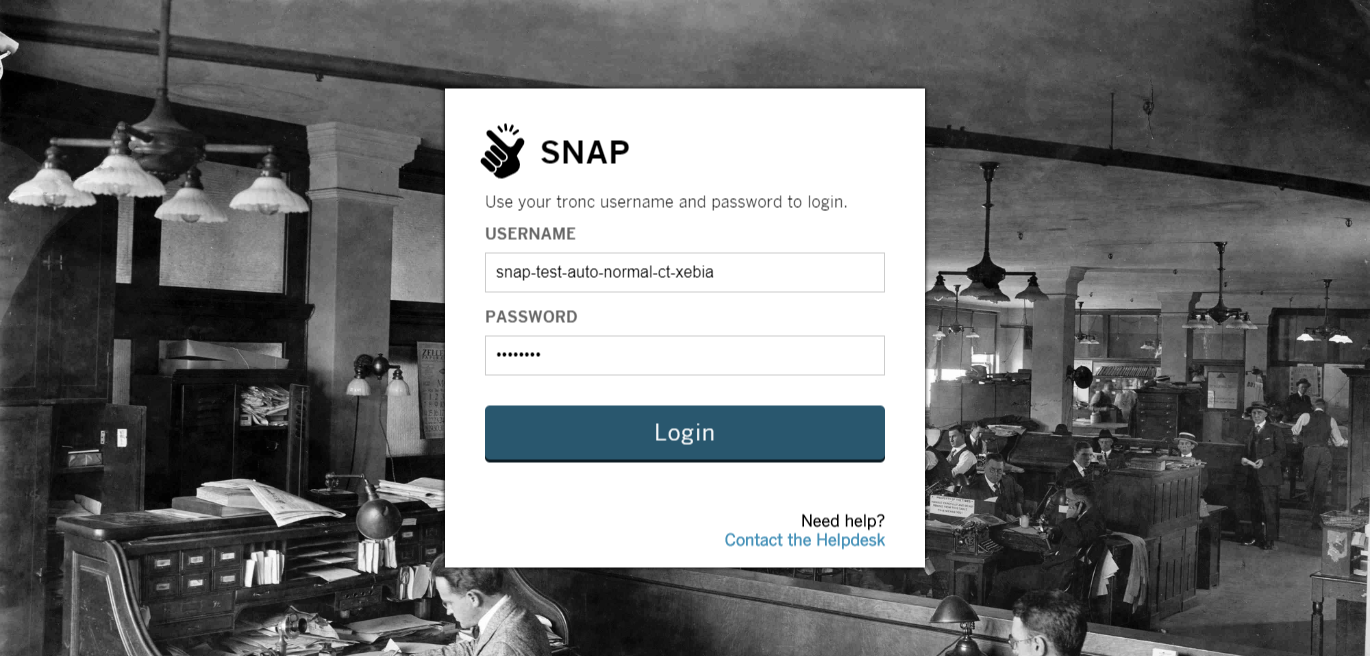 SNAP
Use your tronc username and password to login.
USERNAME
snap-test-auto-normal-ct-xebia
PASSWORD
••••••••
Login
Need help?
Contact the Helpdesk